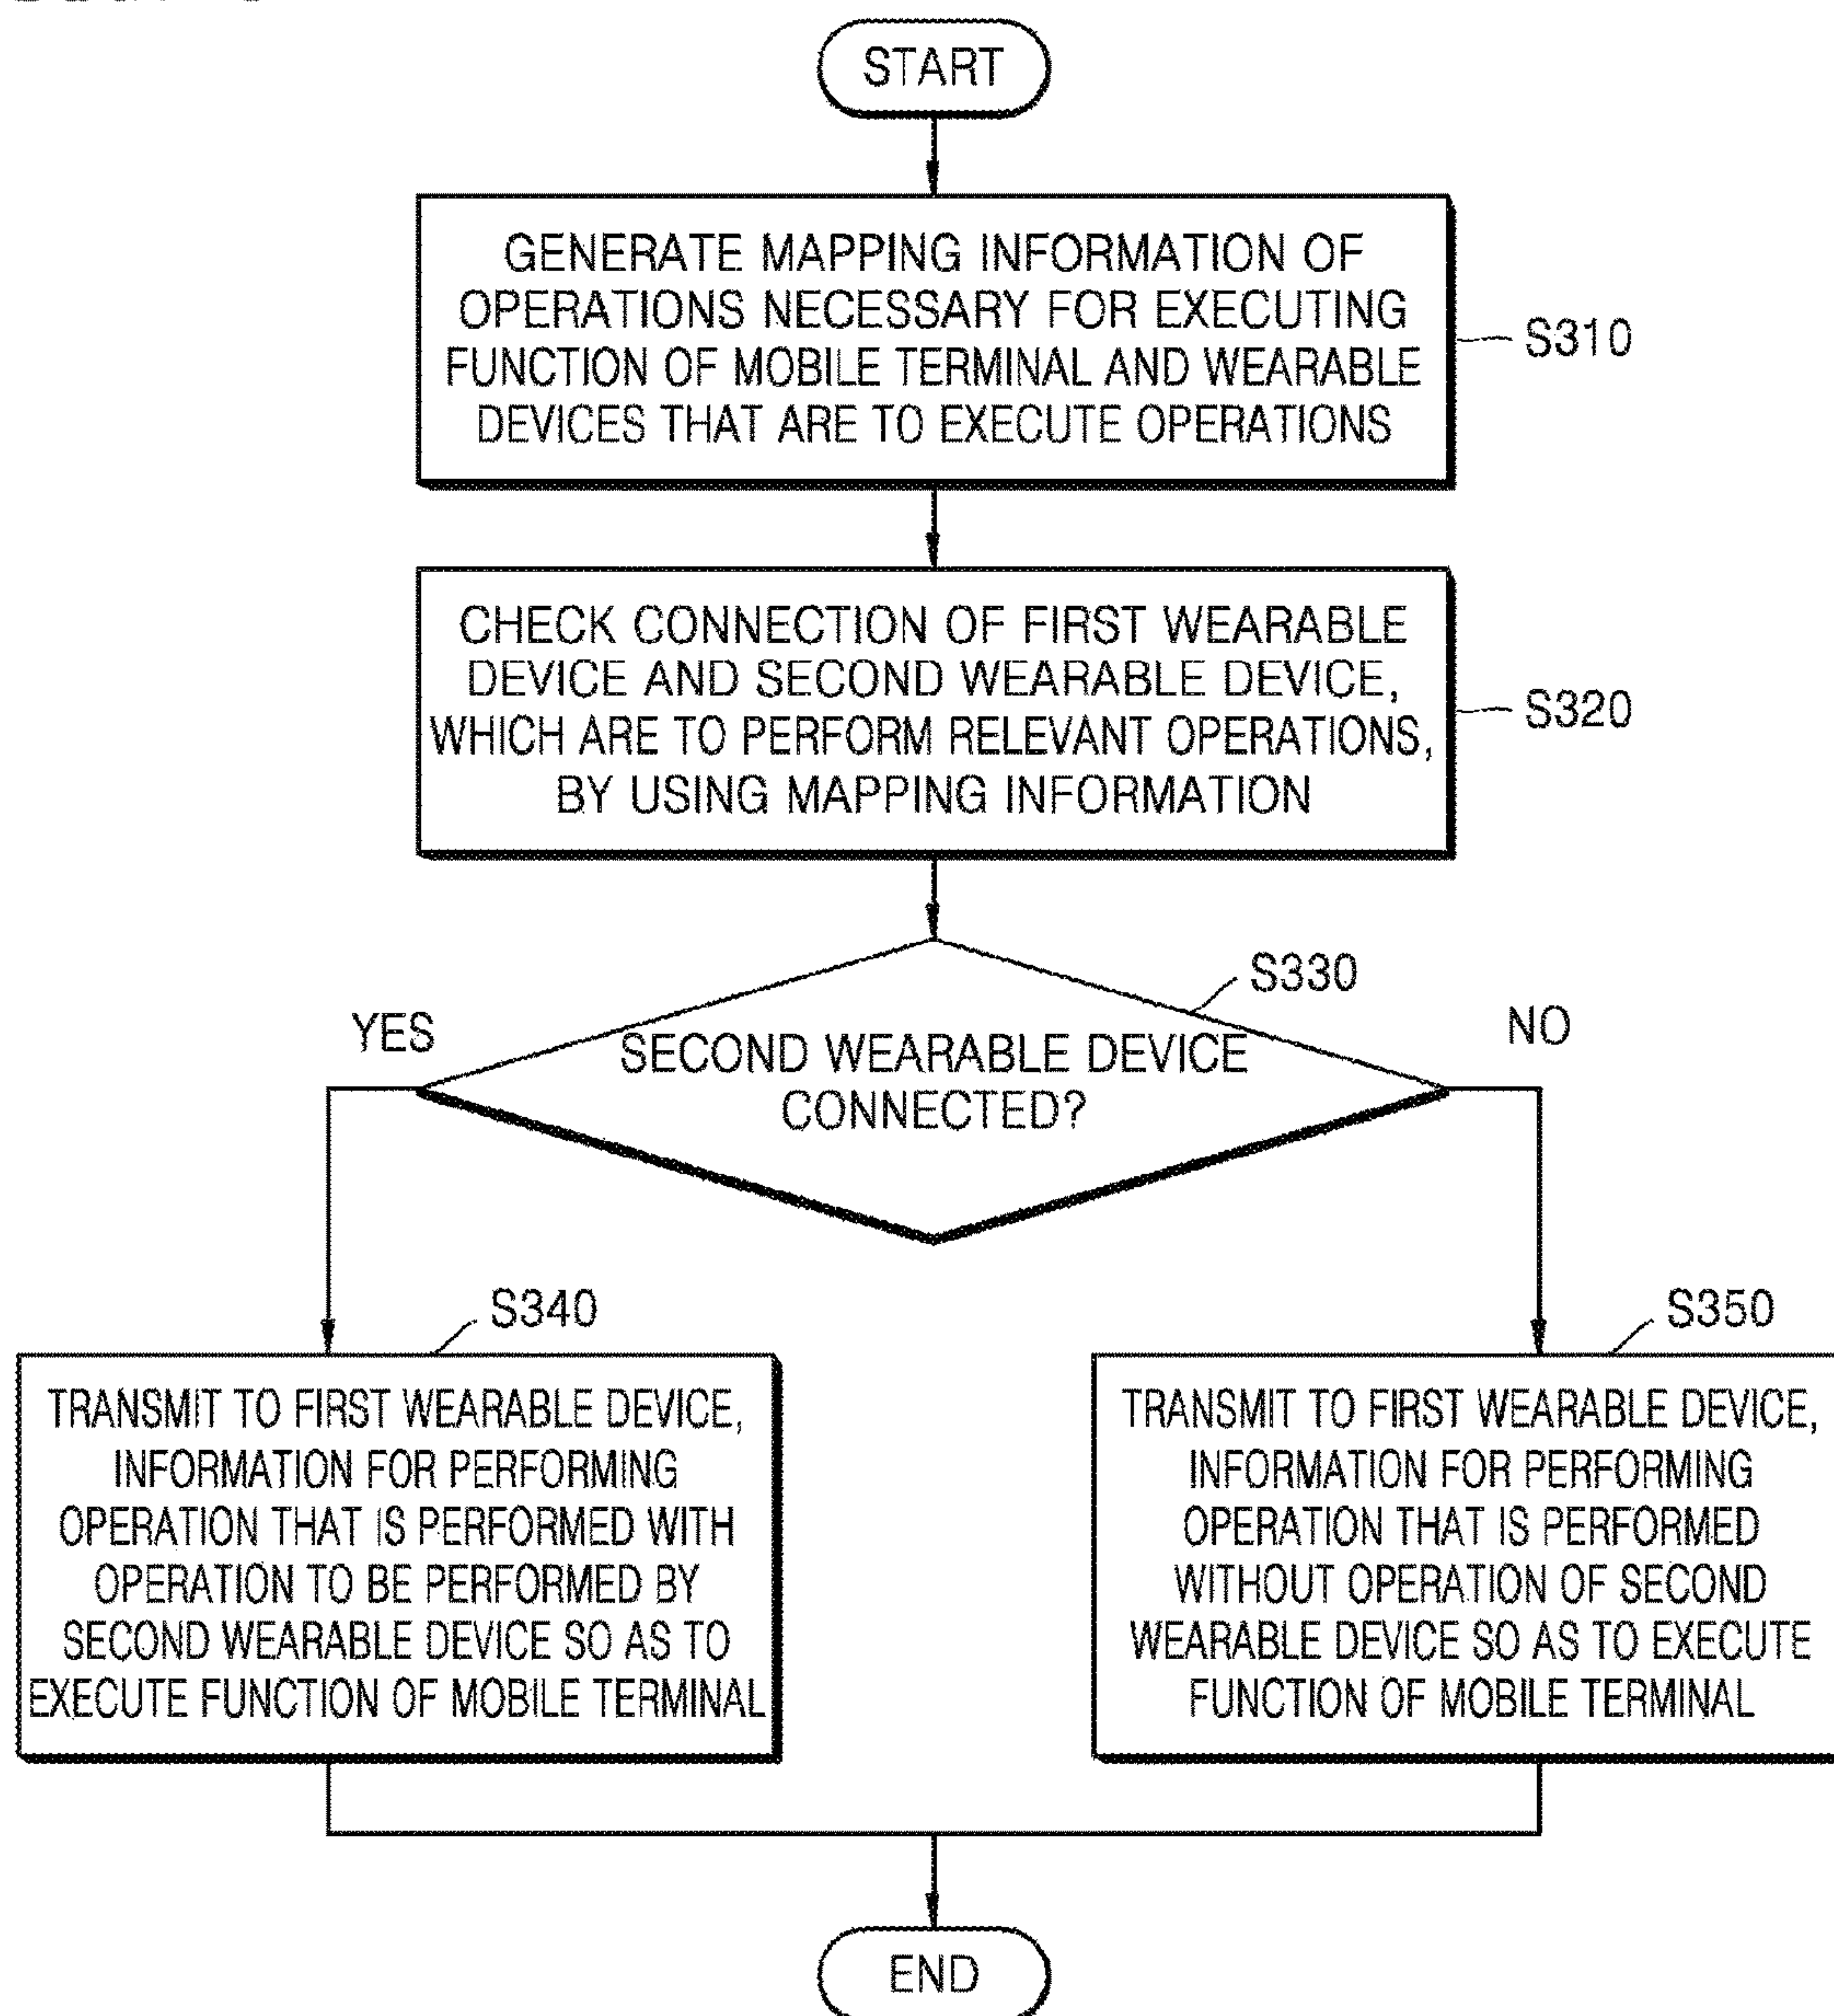 START
GENERATE MAPPING INFORMATION OF
OPERATIONS NECESSARY FOR EXECUTING
FUNCTION OF MOBILE TERMINAL AND WEARABLE
DEVICES THAT ARE TO EXECUTE OPERATIONS
S310
CHECK CONNECTION OF FIRST WEARABLE
DEVICE AND SECOND WEARABLE DEVICE,
WHICH ARE TO PERFORM RELEVANT OPERATIONS,
BY USING MAPPING INFORMATION
S320
S330
YES
NO
SECOND WEARABLE DEVICE
CONNECTED?
S340
TRANSMIT TO FIRST WEARABLE DEVICE,
INFORMATION FOR PERFORMING
OPERATION THAT IS PERFORMED WITH
OPERATION TO BE PERFORMED BY
SECOND WEARABLE DEVICE SO AS TO
EXECUTE FUNCTION OF MOBILE TERMINAL
S350
TRANSMIT TO FIRST WEARABLE DEVICE,
INFORMATION FOR PERFORMING
OPERATION THAT IS PERFORMED
WITHOUT OPERATION OF SECOND
WEARABLE DEVICE SO AS TO EXECUTE
FUNCTION OF MOBILE TERMINAL
END